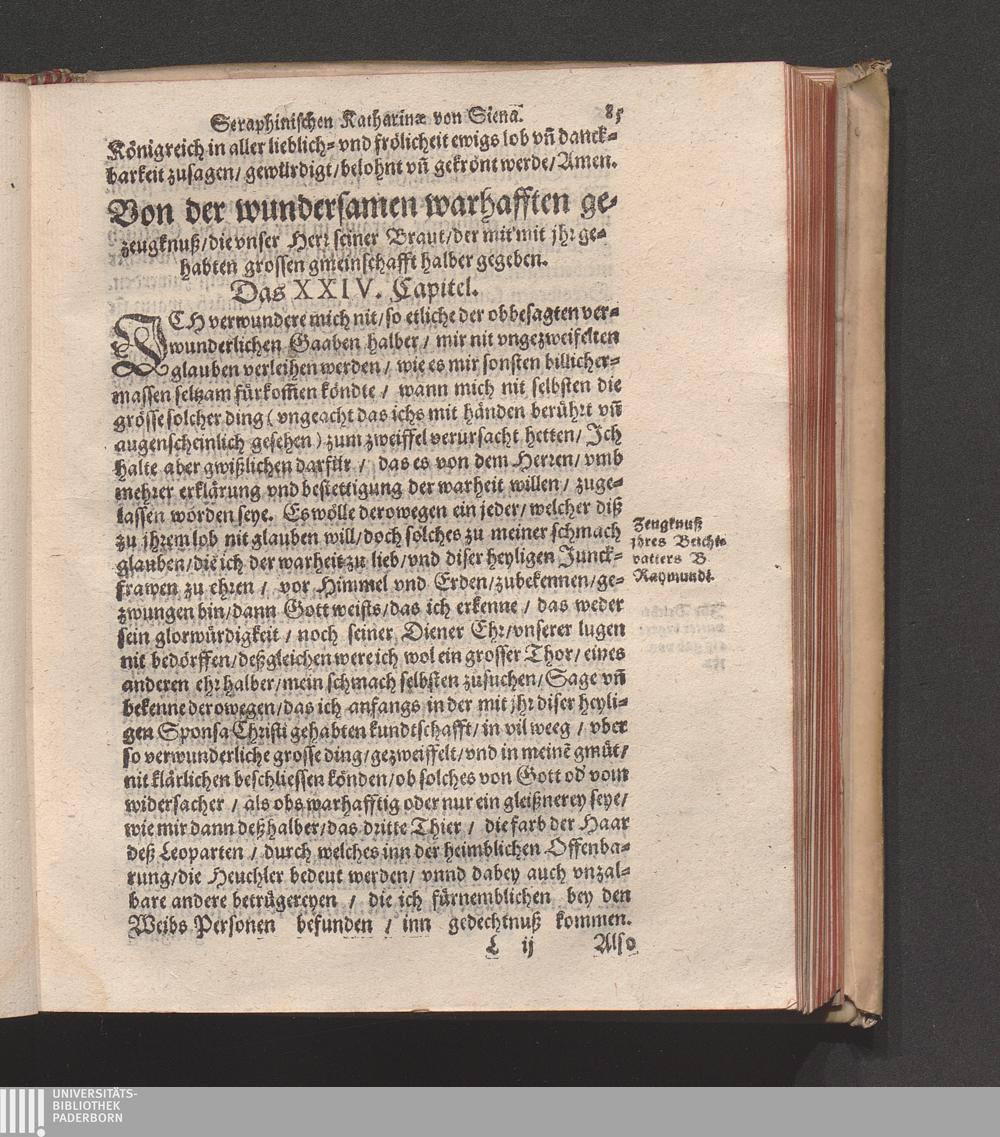 Seraphinischen Katharinæ von Siena. 85
Königreich in aller lieblich- vnd frölicheit ewigs lob vn̄ danck-
barkeit zusagen/ gewürdigt/ belohnt vn̄ gekrönt werde/ Amen.
Von der wundersamen warhafften ge-
zeugknuß/ die vnser Herr seiner Braut/ der mit mit jhr ge-
habten grossen gmeinschafft halber gegeben.
Das XXIV. Capitel.
ICH verwundere mich nit/ so etliche der obbesagten ver-
wunderlichen Gaaben halber/ mir nit vngezweifelten
glauben verleihen werden/ wie es mir sonsten billicher-
massen seltzam fürkom̄en köndte/ wann mich nit selbsten die
grösse solcher ding (vngeacht das ichs mit händen berührt vn̄
augenscheinlich gesehen) zum zweiffel verursacht hetten/ Jch
halte aber gwißlichen darfür/ das es von dem Herren/ vmb
mehrer erklärung vnd bestettigung der warheit willen/ zuge-
lassen worden seye. Es wölle derowegen ein jeder/ welcher diß
zu jhrem lob nit glauben will/ doch solches zu meiner schmach
glauben/ die ich der warheit zu lieb/ vnd diser heyligen Junck-
frawen zu ehren/ vor Himmel vnd Erden/ zubekennen/ ge-
zwungen bin/ dann Gott weists/ das ich erkenne/ das weder
sein glorwürdigkeit/ noch seiner Diener Ehr/ vnserer lugen
nit bedörffen/ deßgleichen were ich wol ein grosser Thor/ eines
anderen ehr halber/ mein schmach selbsten zusuchen/ Sage vn̄
bekenne derowegen/ das ich anfangs in der mit jhr diser heyli-
gen Sponsa Christi gehabten kundtschafft/ in vil weeg/ vber
so verwunderliche grosse ding/ gezweiffelt/ vnd in meinē gmüt/
nit klärlichen beschliessen könden/ ob solches von Gott od' vom
widersacher/ als obs warhafftig oder nur ein gleißnerey seye/
wie mir dann deßhalber/ das dritte Thier/ die farb der Haar
deß Leoparten/ durch welches inn der heimblichen Offenba-
rung/ die Heuchler bedeut werden/ vnnd dabey auch vnzal-
bare andere betrügereyen/ die ich fürnemblichen bey den
Weibs Personen befunden/ inn gedechtnuß kommen.
L ij Also
Zeugknuß
jhres Beicht-
vatters B.
Raymundi.
UNIVERSITÄTS-
BIBLIOTHEK
PADERBORN